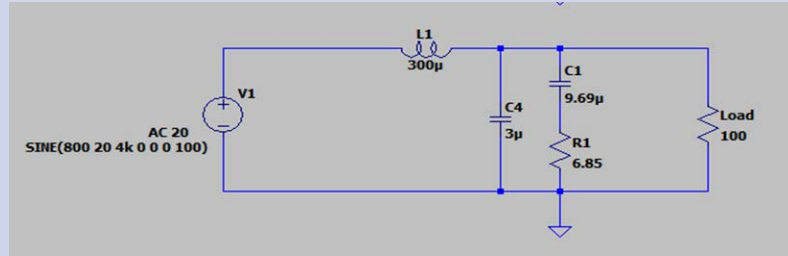 L1
300µ
V1
AC 20
SINE(800 20 4k 0 0 0 100)
C4
3µ
C1
9.69µ
R1
6.85
Load
100